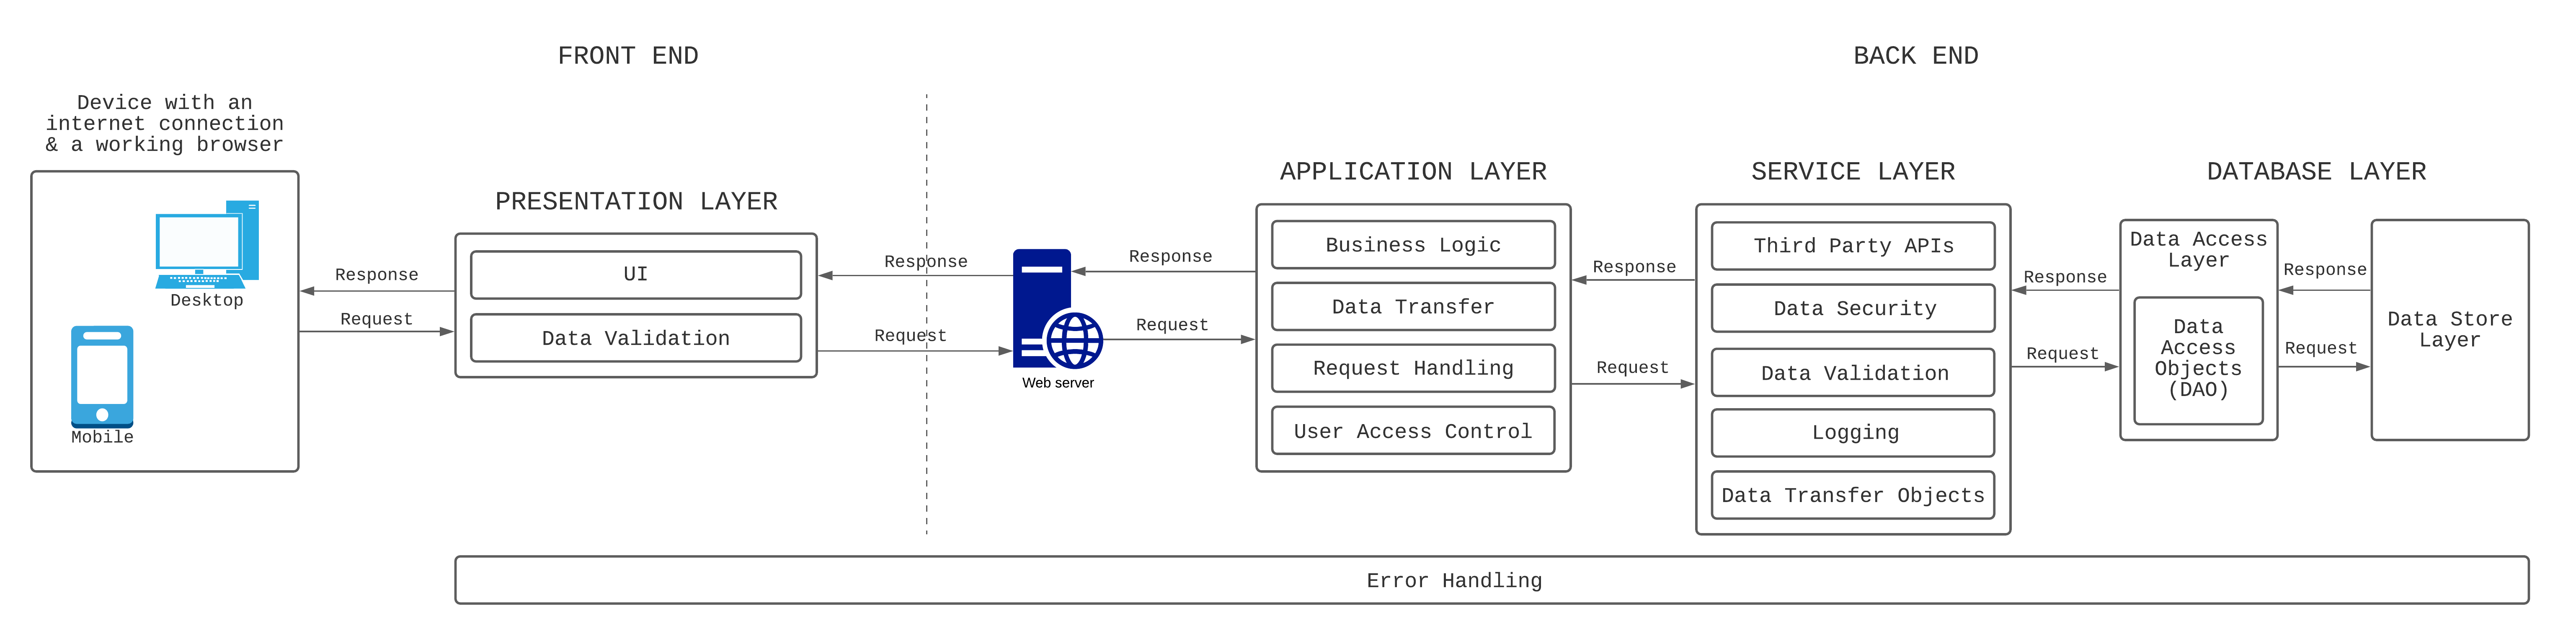 FRONT END
BACK END
Device with an
internet connection
& a working browser
Desktop
Mobile
Response
Request
PRESENTATION LAYER
UI
Data Validation
Response
Request
Web server
Response
Request
APPLICATION LAYER
Business Logic
Data Transfer
Request Handling
User Access Control
Response
Request
SERVICE LAYER
Third Party APIs
Data Security
Data Validation
Logging
Data Transfer Objects
Response
Request
DATABASE LAYER
Data Access
Layer
Data
Access
Objects
(DAO)
Response
Request
Data Store
Layer
Error Handling